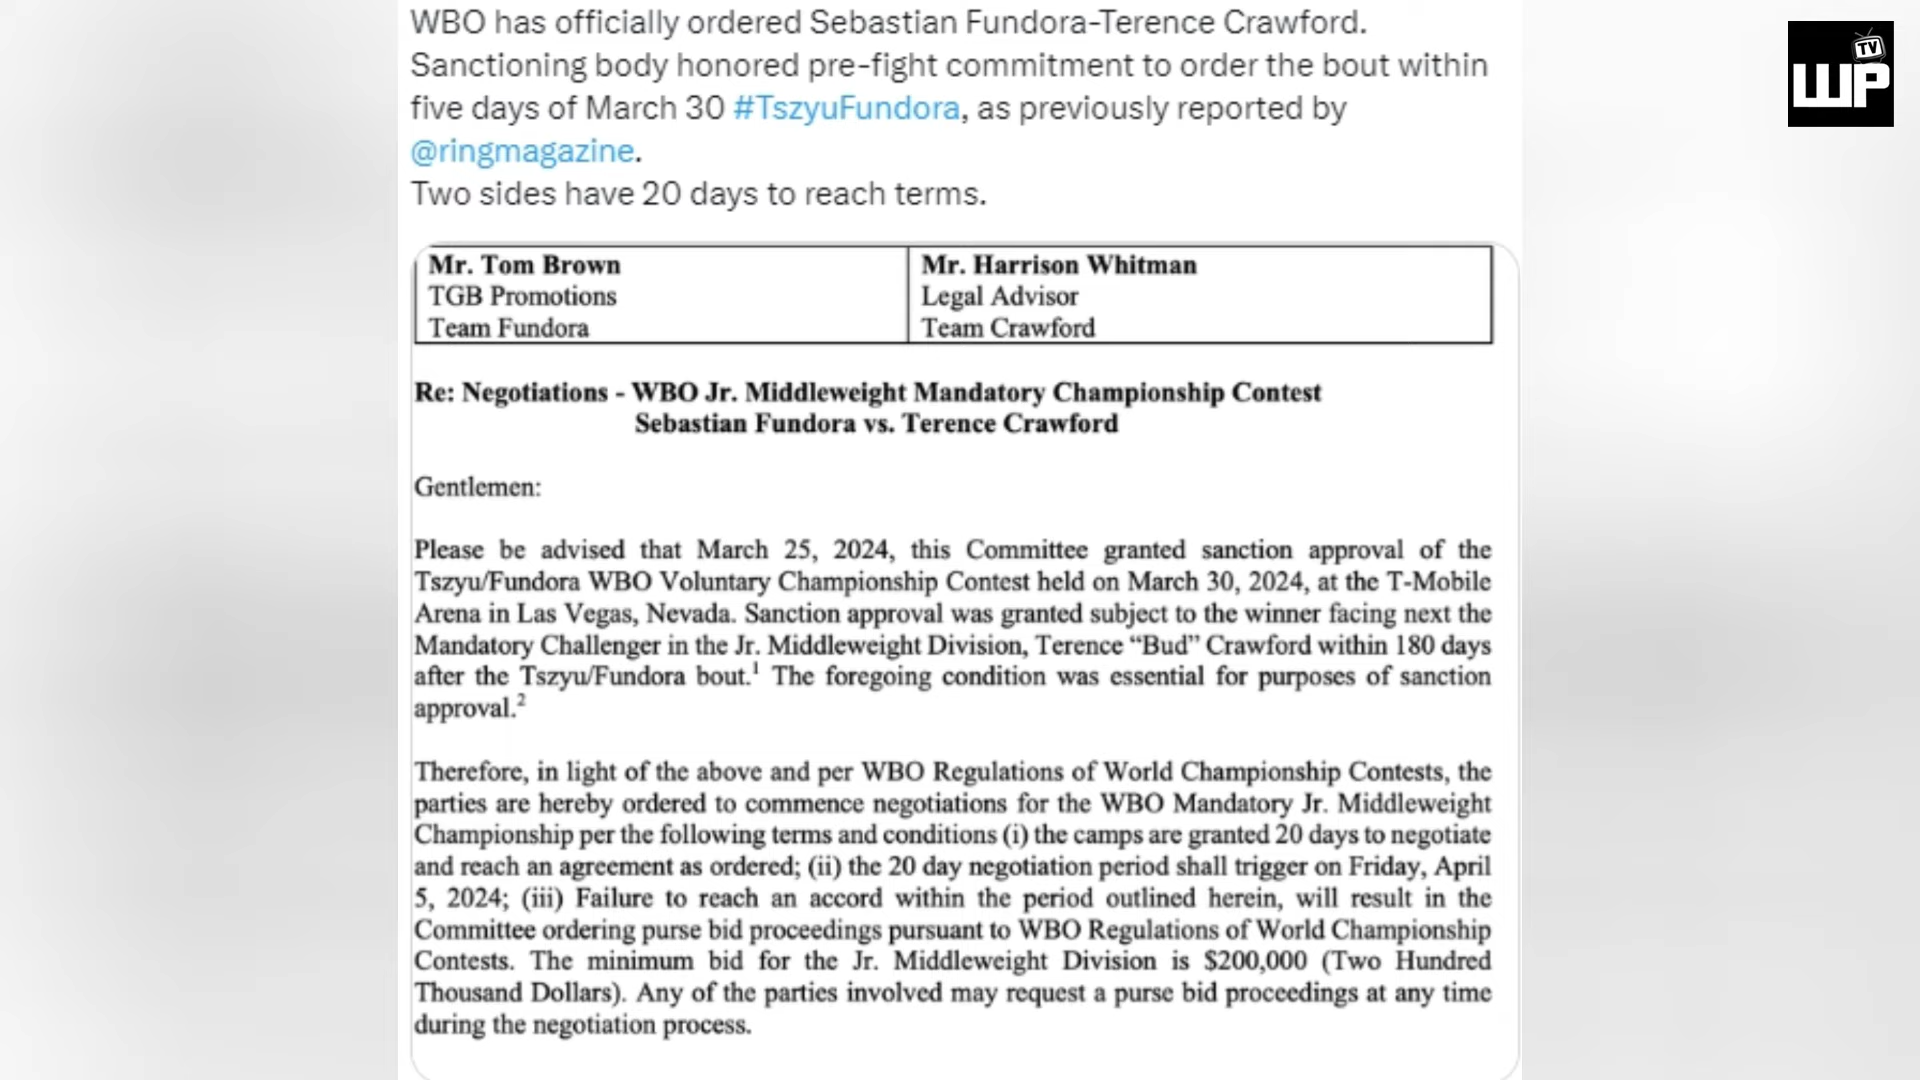 WBO has officially ordered Sebastian Fundora-Terence Crawford.
Sanctioning body honored pre-fight commitment to order the bout within
five days of March 30 #TszyuFundora, as previously reported by
@ringmagazine.
Two sides have 20 days to reach terms.
TV
WP
Mr. Tom Brown
TGB Promotions
Team Fundora
Mr. Harrison Whitman
Legal Advisor
Team Crawford
Re: Negotiations - WBO Jr. Middleweight Mandatory Championship Contest
Sebastian Fundora vs. Terence Crawford
Gentlemen:
Please be advised that March 25, 2024, this Committee granted sanction approval of the
Tszyu/Fundora WBO Voluntary Championship Contest held on March 30, 2024, at the T-Mobile
Arena in Las Vegas, Nevada. Sanction approval was granted subject to the winner facing next the
Mandatory Challenger in the Jr. Middleweight Division, Terence “Bud” Crawford within 180 days
after the Tszyu/Fundora bout.¹ The foregoing condition was essential for purposes of sanction
approval.²
Therefore, in light of the above and per WBO Regulations of World Championship Contests, the
parties are hereby ordered to commence negotiations for the WBO Mandatory Jr. Middleweight
Championship per the following terms and conditions (i) the camps are granted 20 days to negotiate
and reach an agreement as ordered; (ii) the 20 day negotiation period shall trigger on Friday, April
5, 2024; (iii) Failure to reach an accord within the period outlined herein, will result in the
Committee ordering purse bid proceedings pursuant to WBO Regulations of World Championship
Contests. The minimum bid for the Jr. Middleweight Division is $200,000 (Two Hundred
Thousand Dollars). Any of the parties involved may request a purse bid proceedings at any time
during the negotiation process.